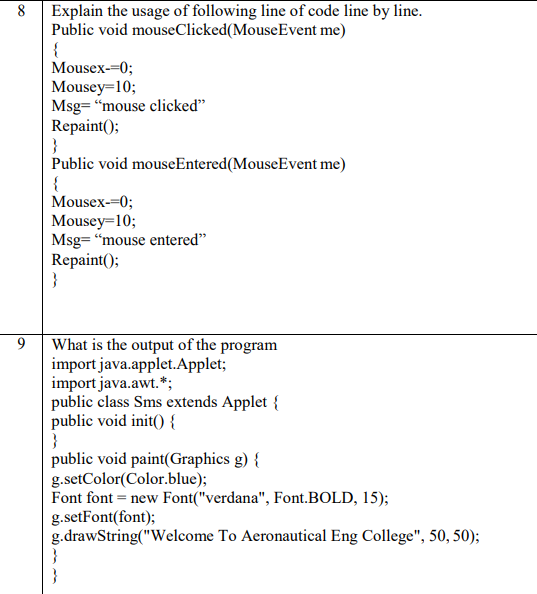 8 Explain the usage of following line of code line by line.
Public void mouseClicked(MouseEvent me)
{
Mousex-=0;
Mousey=10;
Msg= “mouse clicked”
Repaint();
}
Public void mouseEntered(MouseEvent me)
{
Mousex-=0;
Mousey=10;
Msg= “mouse entered”
Repaint();
}
9 What is the output of the program
import java.applet.Applet;
import java.awt.*;
public class Sms extends Applet {
public void init() {
}
public void paint(Graphics g) {
g.setColor(Color.blue);
Font font = new Font("verdana", Font.BOLD, 15);
g.setFont(font);
g.drawString("Welcome To Aeronautical Eng College", 50, 50);
}
}